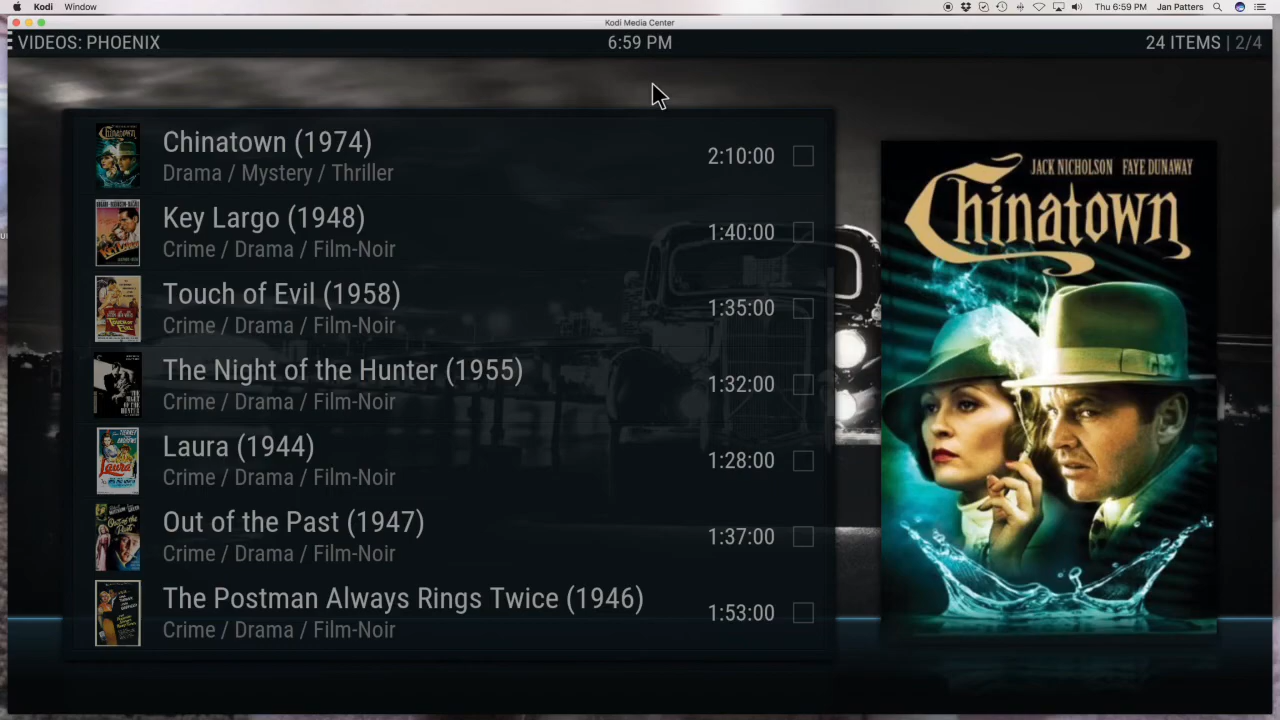 Kodi Window Thu 6:59 PM Jan Patters
Kodi Media Center
VIDEOS: PHOENIX 6:59 PM 24 ITEMS | 2/4
Chinatown (1974)
Drama / Mystery / Thriller
2:10:00
Key Largo (1948)
Crime / Drama / Film-Noir
1:40:00
Touch of Evil (1958)
Crime / Drama / Film-Noir
1:35:00
The Night of the Hunter (1955)
Crime / Drama / Film-Noir
1:32:00
Laura (1944)
Crime / Drama / Film-Noir
1:28:00
Out of the Past (1947)
Crime / Drama / Film-Noir
1:37:00
The Postman Always Rings Twice (1946)
Crime / Drama / Film-Noir
1:53:00
JACK NICHOLSON FAYE DUNAWAY
Chinatown